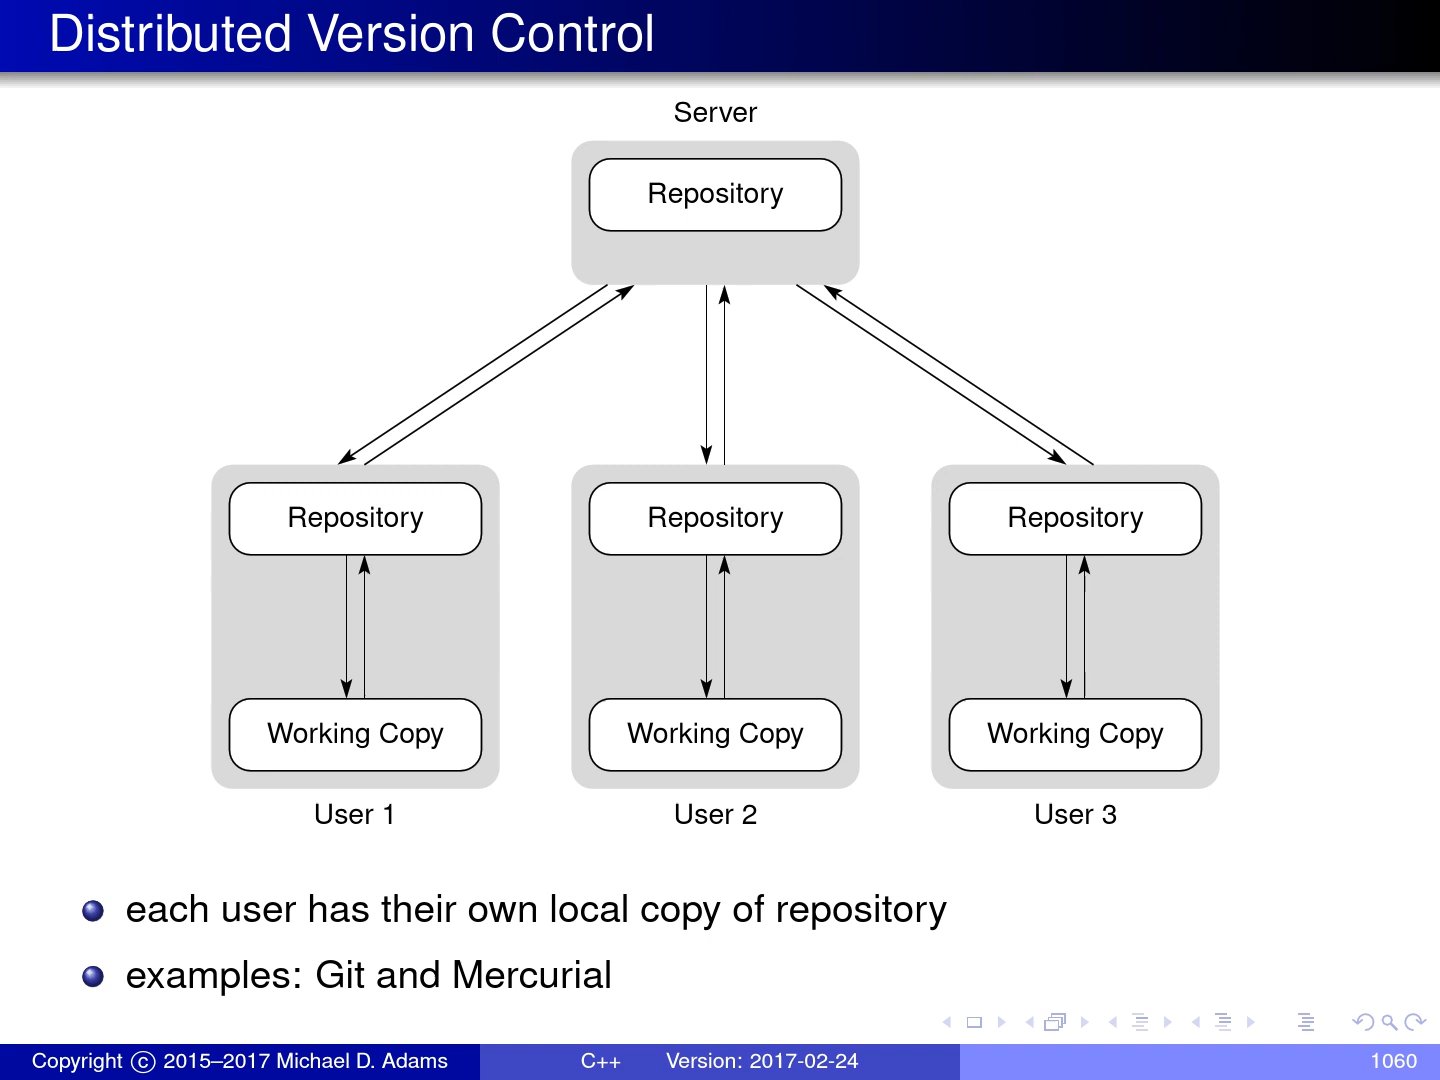 Distributed Version Control
Server
Repository
Repository Repository Repository
Working Copy Working Copy Working Copy
User 1 User 2 User 3
each user has their own local copy of repository
examples: Git and Mercurial
Copyright © 2015–2017 Michael D. Adams C++ Version: 2017-02-24 1060